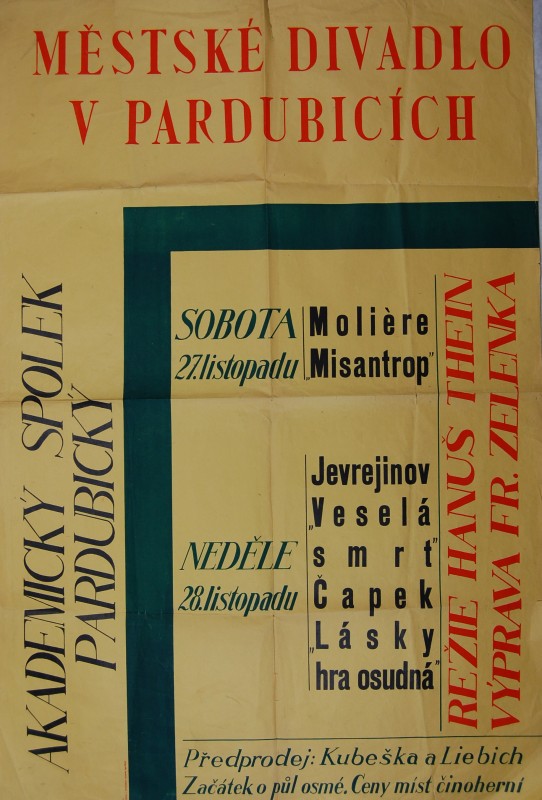 MĚSTSKÉ DIVADLO
V PARDUBICÍCH
AKADEMICKÝ SPOLEK
PARDUBICKÝ
SOBOTA
27. listopadu
Molière
„Misantrop"
NEDĚLE
28. listopadu
Jevrejinov
„Veselá
smrť"
Čapek
„Lásky
hra osudná"
REŽIE HANUŠ THEIN
VÝPRAVA FR. ZELENKA
Předprodej: Kubeška a Liebich
Začátek o půl osmé. Ceny míst činoherní